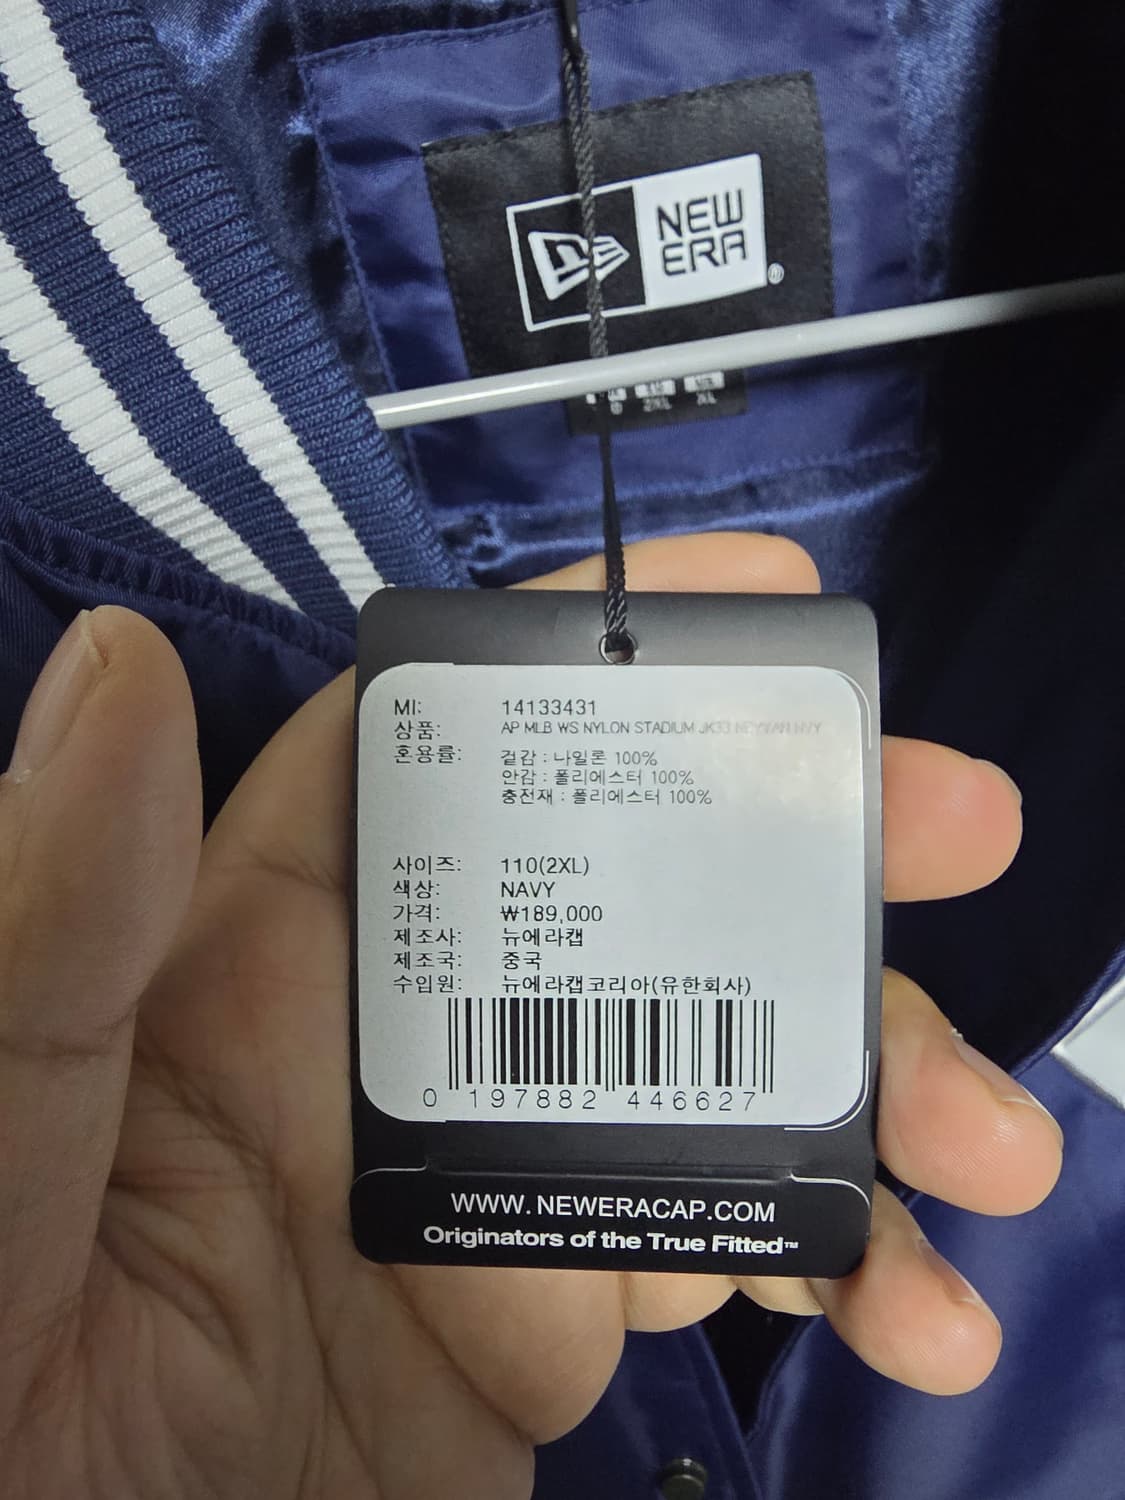 NEW
ERA
®
2XL XL
MI: 14133431
상품: AP MLB WS NYLON STADIUM JK33 NEYYAN NVY
혼용률: 겉감 : 나일론 100%
안감 : 폴리에스터 100%
충전재 : 폴리에스터 100%
사이즈: 110(2XL)
색상: NAVY
가격: ₩189,000
제조사: 뉴에라캡
제조국: 중국
수입원: 뉴에라캡코리아(유한회사)
0 197882 446627
WWW.NEWERACAP.COM
Originators of the True Fitted™